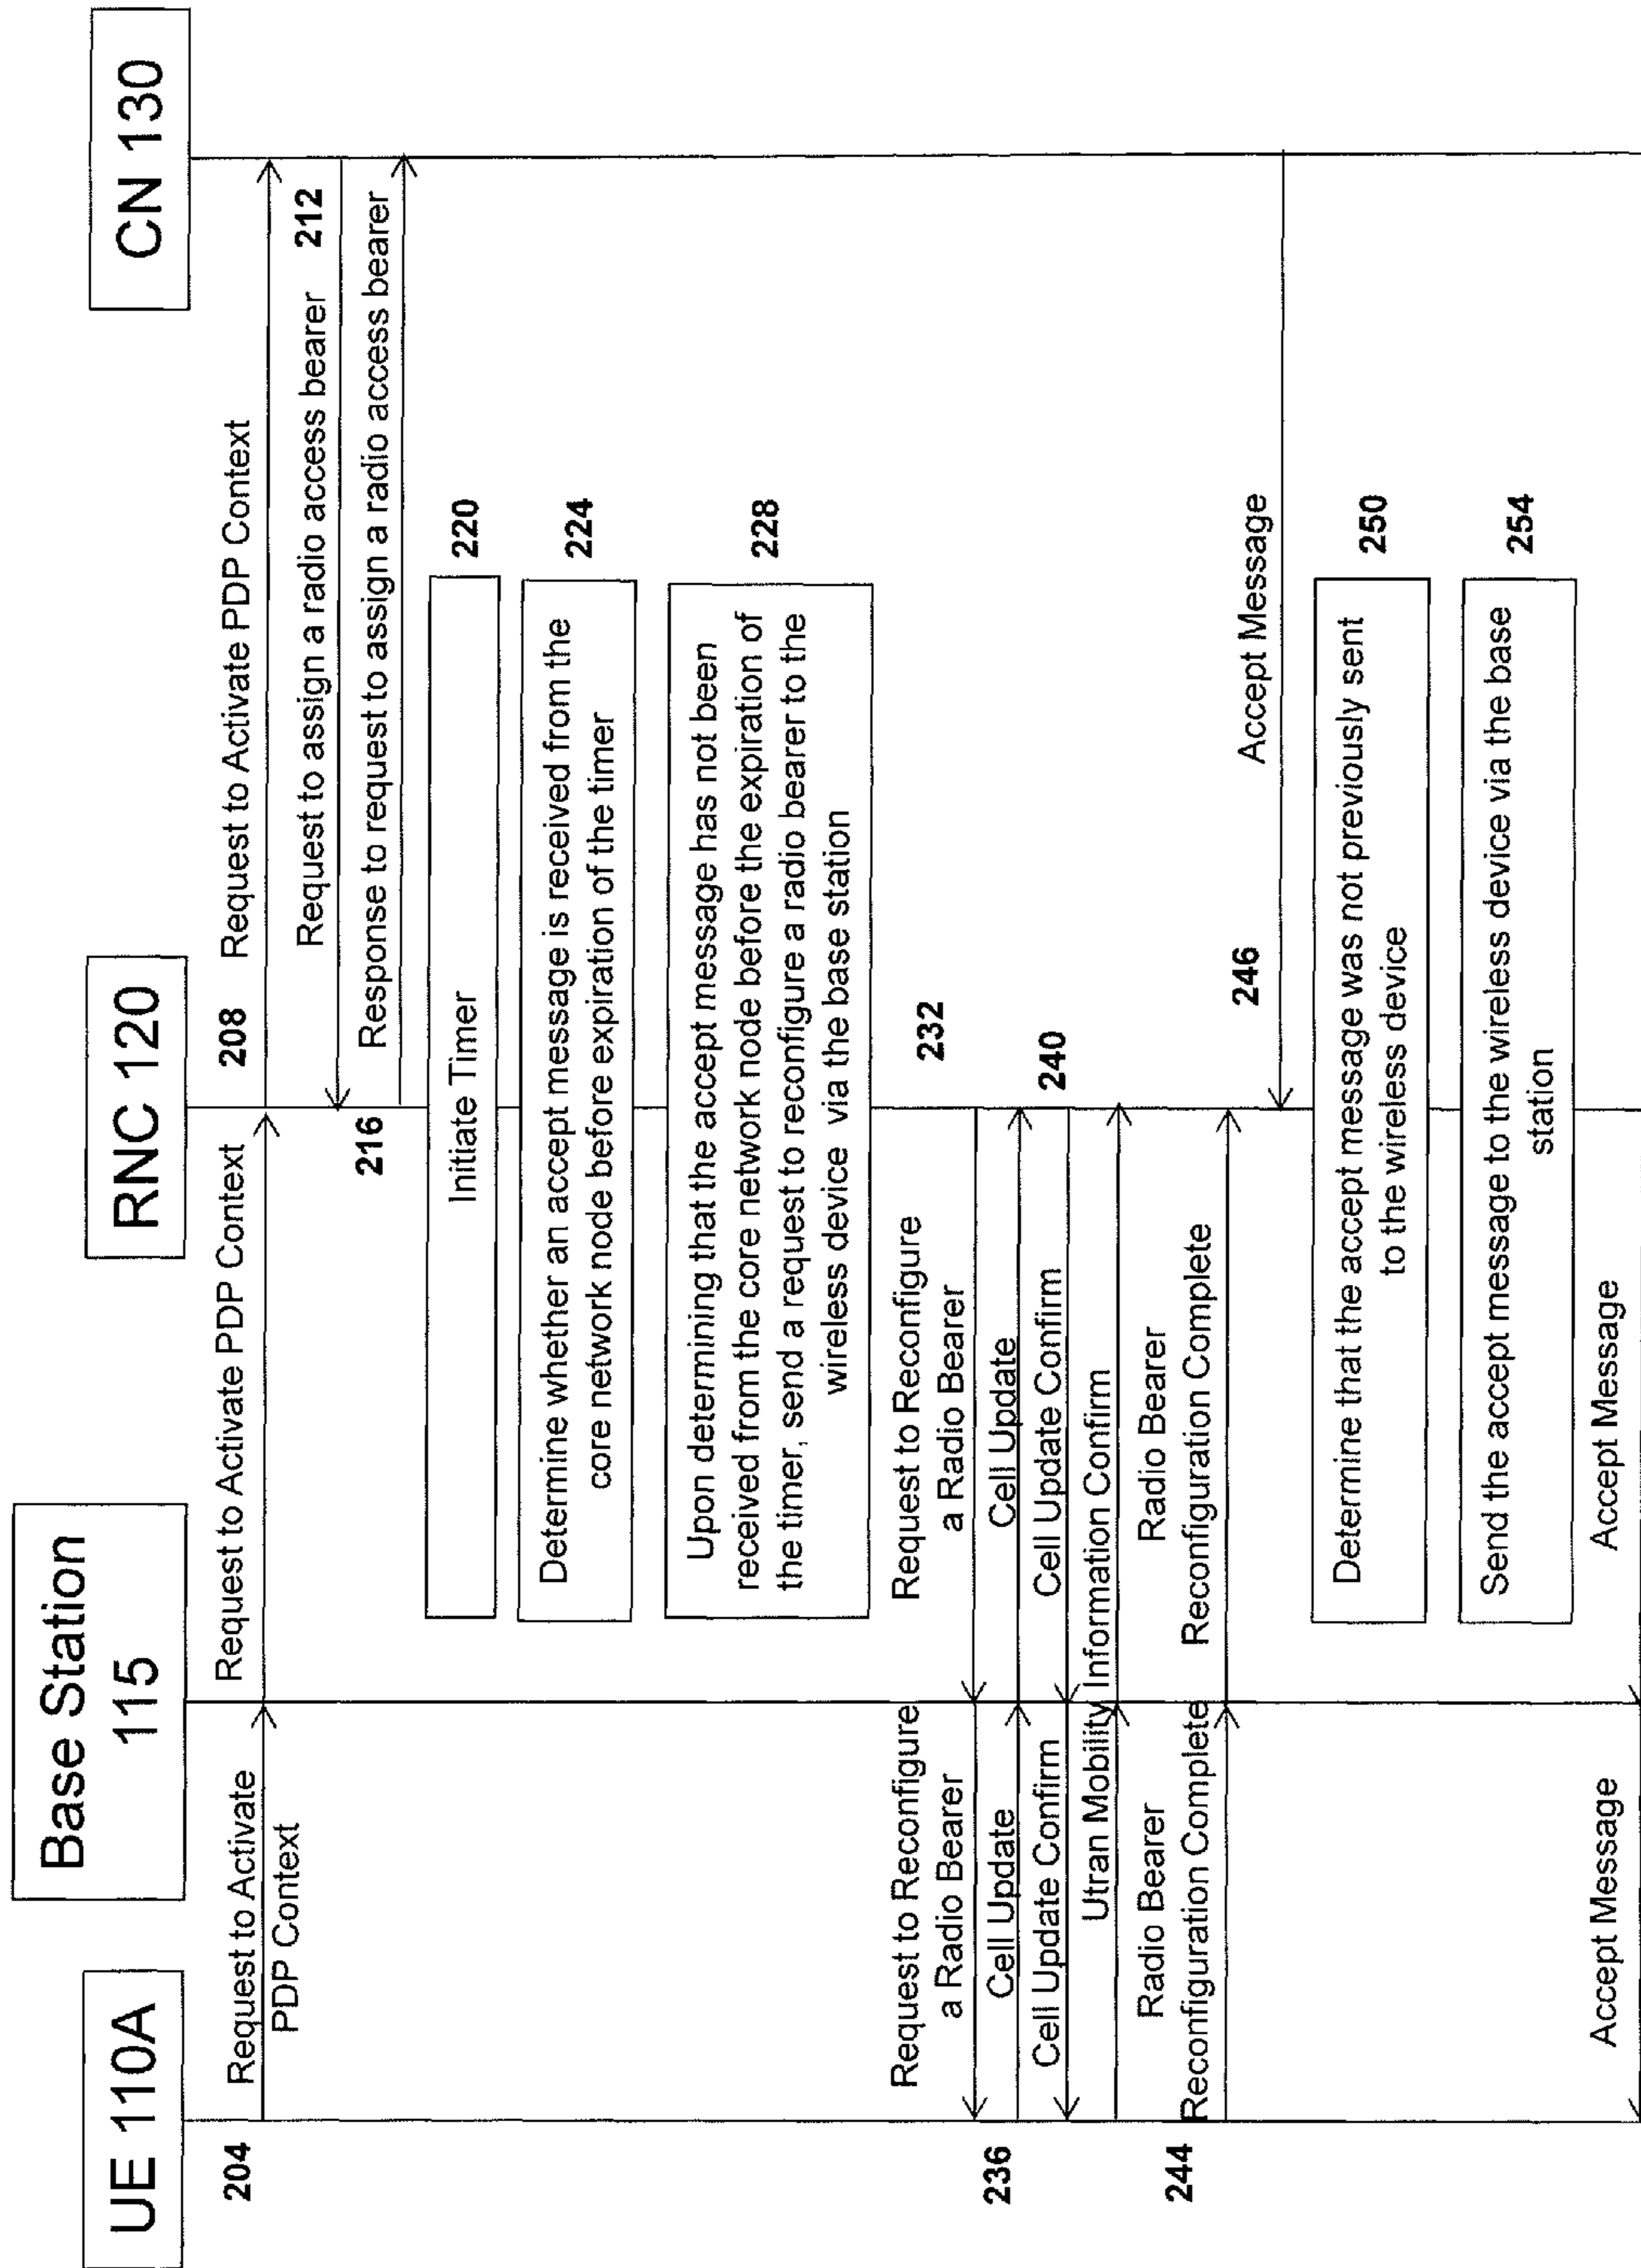 UE 110A
Base Station
115
RNC 120
CN 130
204
Request to Activate
PDP Context
Request to Activate PDP Context
208
Request to Activate PDP Context
Request to assign a radio access bearer
212
216
Response to request to assign a radio access bearer
Initiate Timer
220
Determine whether an accept message is received from the
core network node before expiration of the timer
224
Upon determining that the accept message has not been
received from the core network node before the expiration of
the timer, send a request to reconfigure a radio bearer to the
wireless device via the base station
228
Request to Reconfigure
a Radio Bearer
Request to Reconfigure
a Radio Bearer
232
236
Cell Update
Cell Update
Cell Update Confirm
Cell Update Confirm
240
Utran Mobility Information Confirm
244
Radio Bearer
Reconfiguration Complete
Radio Bearer
Reconfiguration Complete
246
Accept Message
Determine that the accept message was not previously sent
to the wireless device
250
Send the accept message to the wireless device via the base
station
254
Accept Message
Accept Message